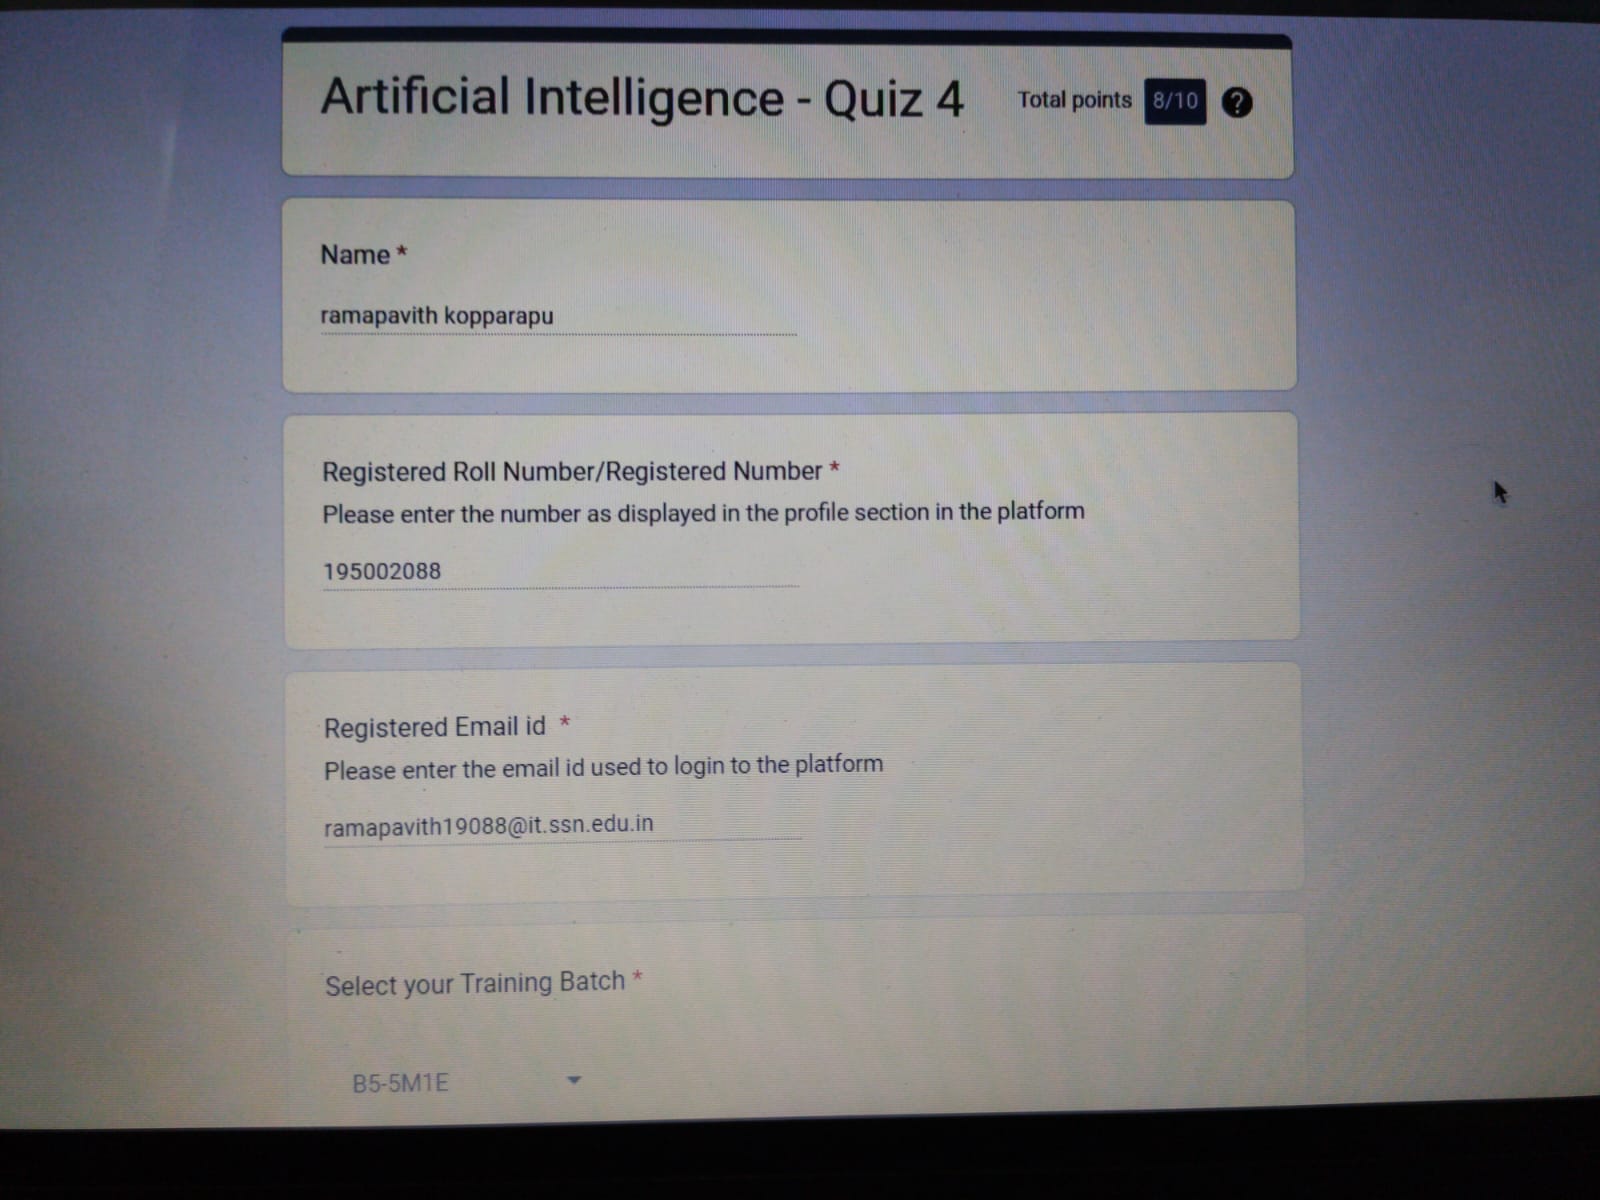 Artificial Intelligence - Quiz 4
Total points 8/10 ?
Name *
ramapavith kopparapu
Registered Roll Number/Registered Number *
Please enter the number as displayed in the profile section in the platform
195002088
Registered Email id *
Please enter the email id used to login to the platform
ramapavith19088@it.ssn.edu.in
Select your Training Batch *
B5-5M1E